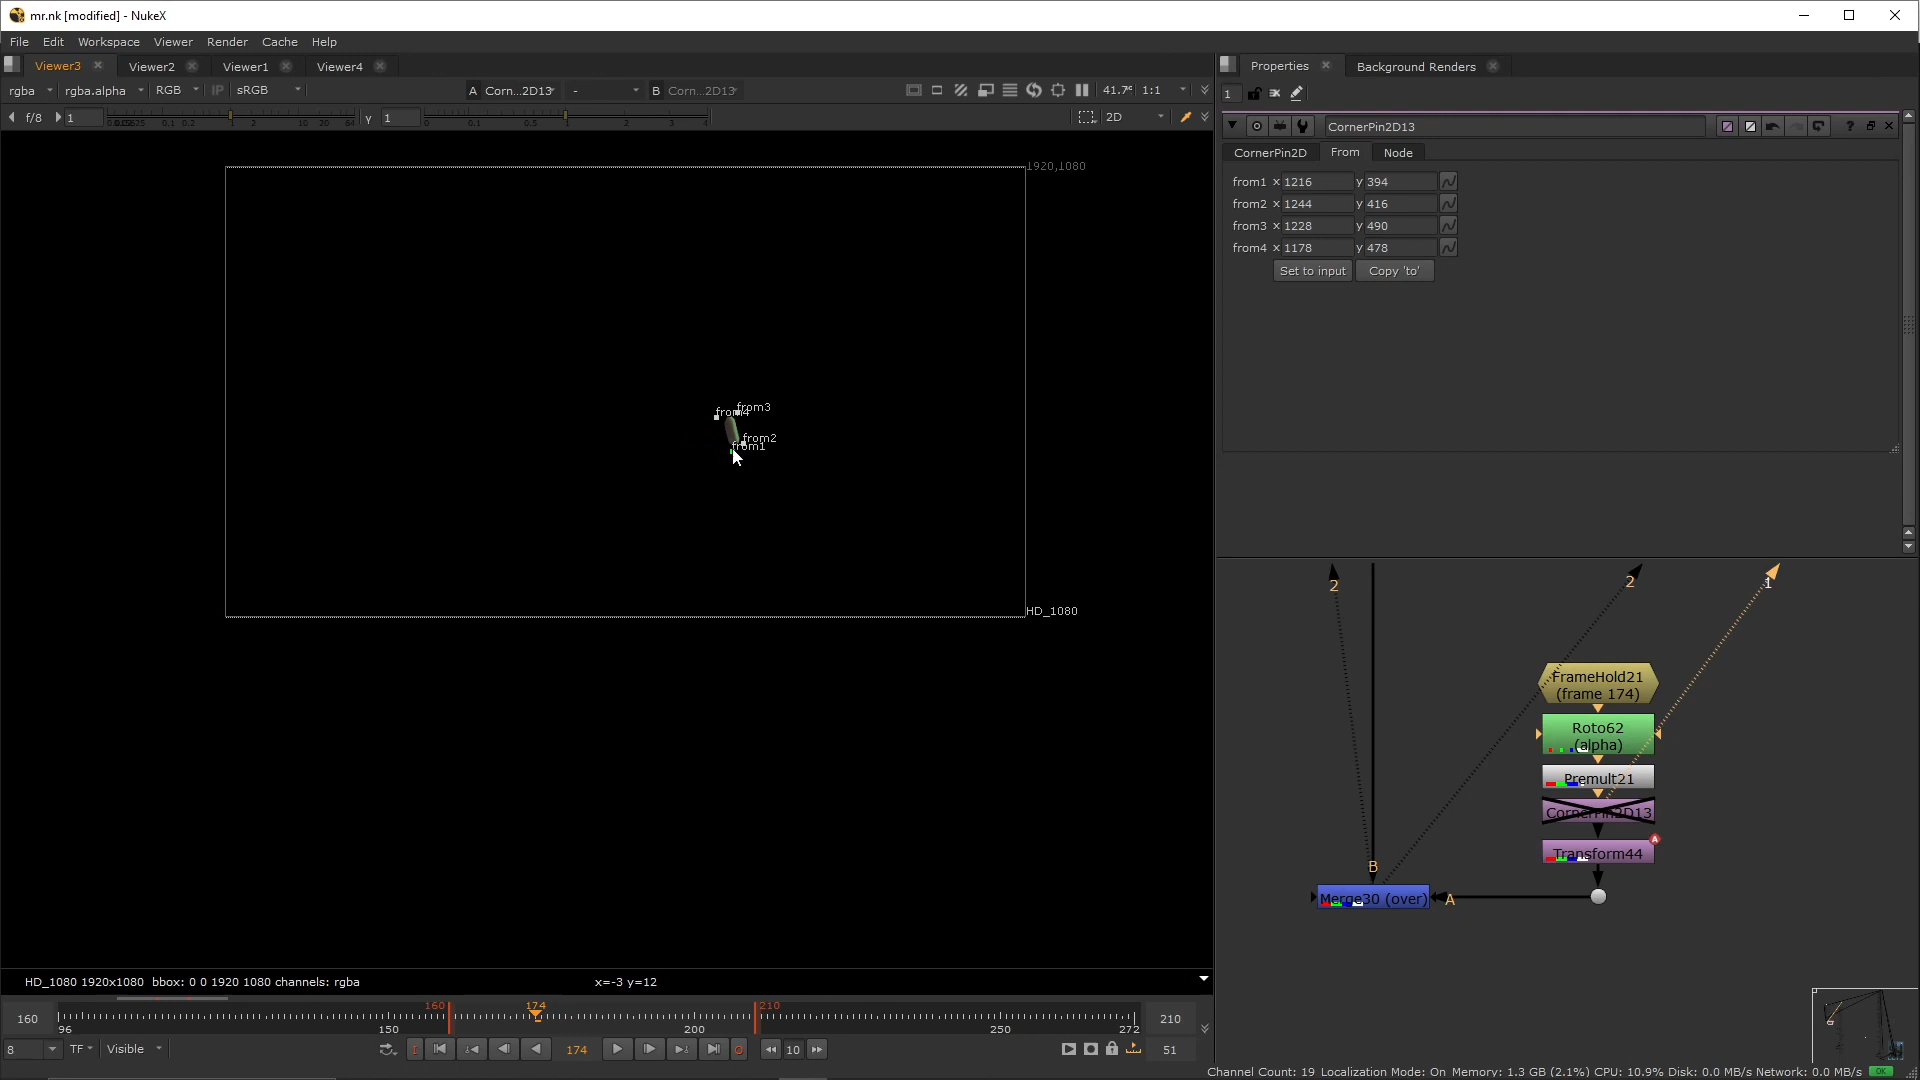 mr.nk [modified] - NukeX
File Edit Workspace Viewer Render Cache Help
Viewer3 Viewer2 Viewer1 Viewer4
rgba rgba.alpha RGB IP sRGB A Corn...2D13 - B Corn...2D13 41.7% 1:1
f/8 1 Y 1 2D
1920,1080
from3
from4
from2
from1
HD_1080
HD_1080 1920x1080 bbox: 0 0 1920 1080 channels: rgba x=-3 y=12
160 174 210
160 96 150 200 250 272 210
8 TF Visible I 174 O 10 51
Properties Background Renders
1
CornerPin2D13
CornerPin2D From Node
from1 x 1216 y 394
from2 x 1244 y 416
from3 x 1228 y 490
from4 x 1178 y 478
Set to input Copy 'to'
2 2 1
FrameHold21
(frame 174)
Roto62
(alpha)
Premult21
CornerPin2D13
A
Transform44
B
Merge30 (over) A
Channel Count: 19 Localization Mode: On Memory: 1.3 GB (2.1%) CPU: 10.9% Disk: 0.0 MB/s Network: 0.0 MB/s OK